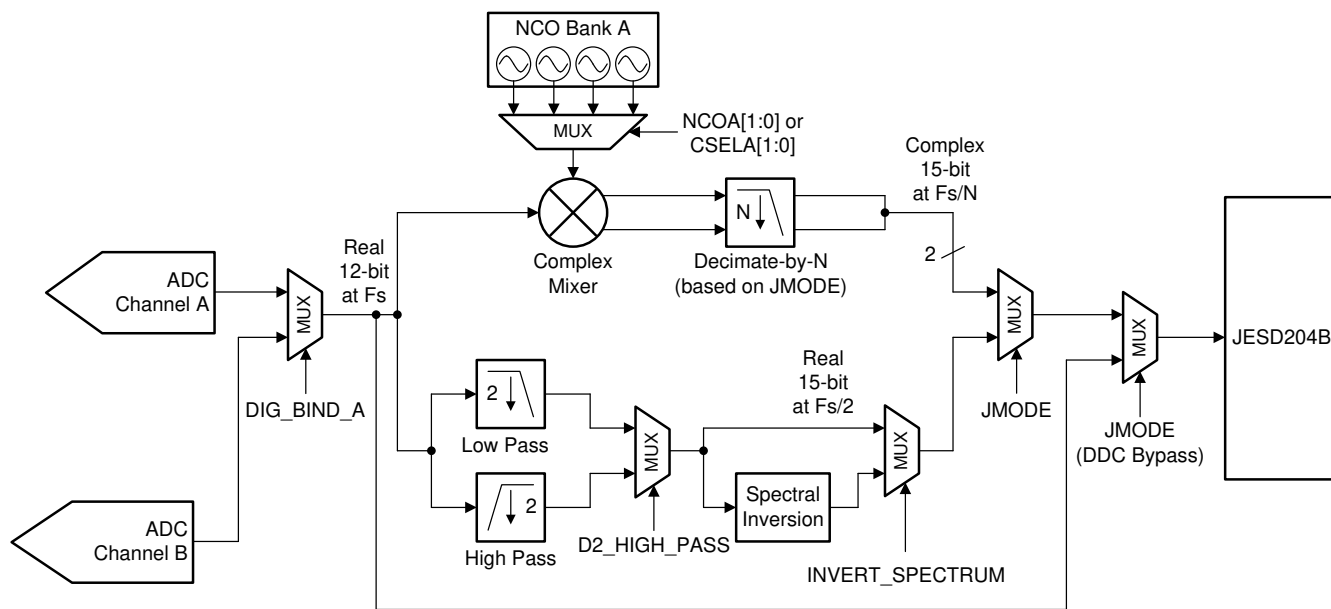 NCO Bank A
MUX
NCOA[1:0] or
CSELA[1:0]
Complex
15-bit
at Fs/N
N
2
Complex
Mixer
Decimate-by-N
(based on JMODE)
Real
12-bit
at Fs
ADC
Channel A
MUX
DIG_BIND_A
ADC
Channel B
2
Low Pass
2
High Pass
MUX
D2_HIGH_PASS
Real
15-bit
at Fs/2
Spectral
Inversion
MUX
INVERT_SPECTRUM
MUX
JMODE
MUX
JMODE
(DDC Bypass)
JESD204B